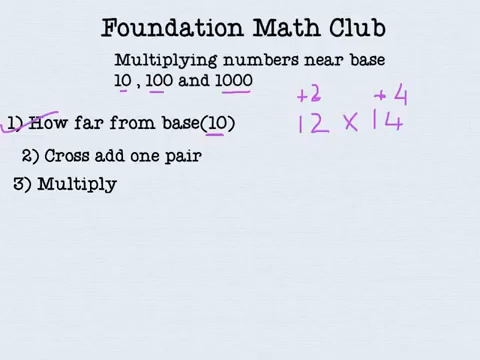 Foundation Math Club
Multiplying numbers near base
10 , 100 and 1000
+2 +4
1) How far from base(10) 12 × 14
2) Cross add one pair
3) Multiply